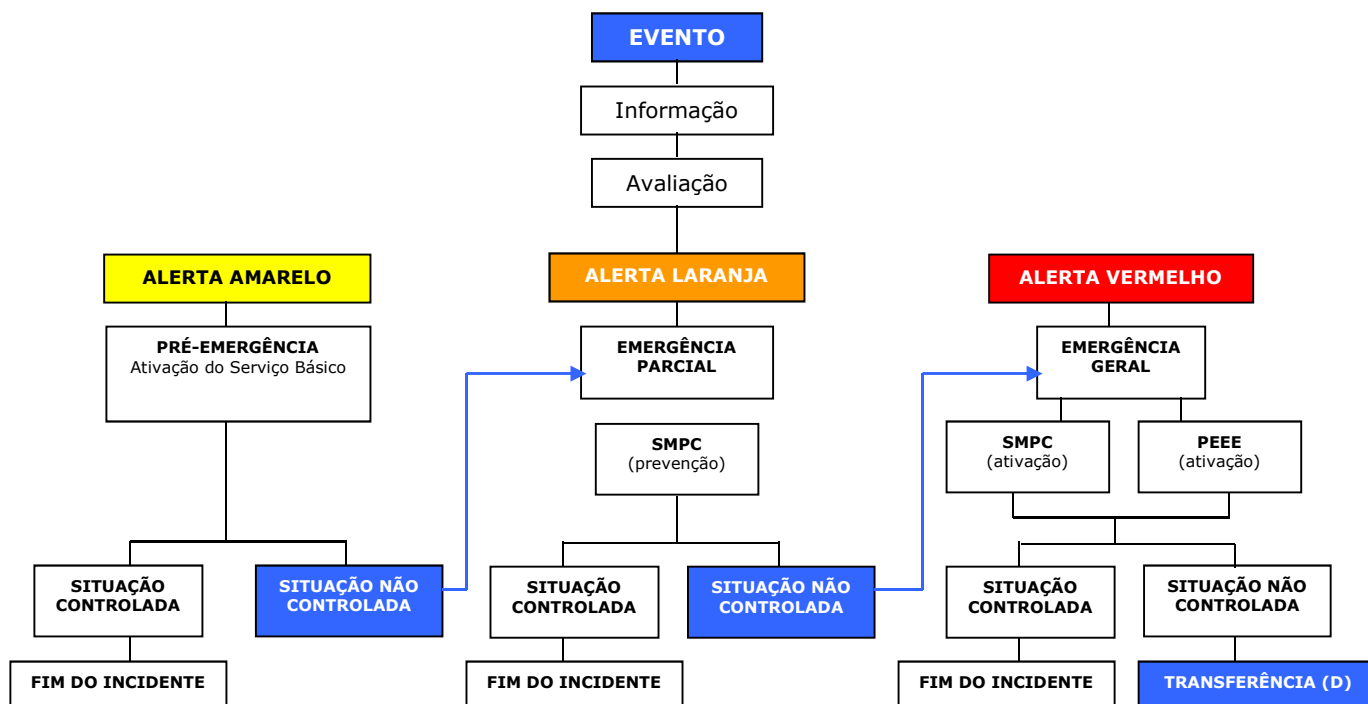 EVENTO
Informação
Avaliação
ALERTA AMARELO
ALERTA LARANJA
ALERTA VERMELHO
PRÉ-EMERGÊNCIA
Ativação do Serviço Básico
EMERGÊNCIA
PARCIAL
EMERGÊNCIA
GERAL
SMPC
(prevenção)
SMPC
(ativação)
PEEE
(ativação)
SITUAÇÃO
CONTROLADA
SITUAÇÃO NÃO
CONTROLADA
SITUAÇÃO
CONTROLADA
SITUAÇÃO NÃO
CONTROLADA
SITUAÇÃO
CONTROLADA
SITUAÇÃO NÃO
CONTROLADA
FIM DO INCIDENTE
FIM DO INCIDENTE
FIM DO INCIDENTE
TRANSFERÊNCIA (D)